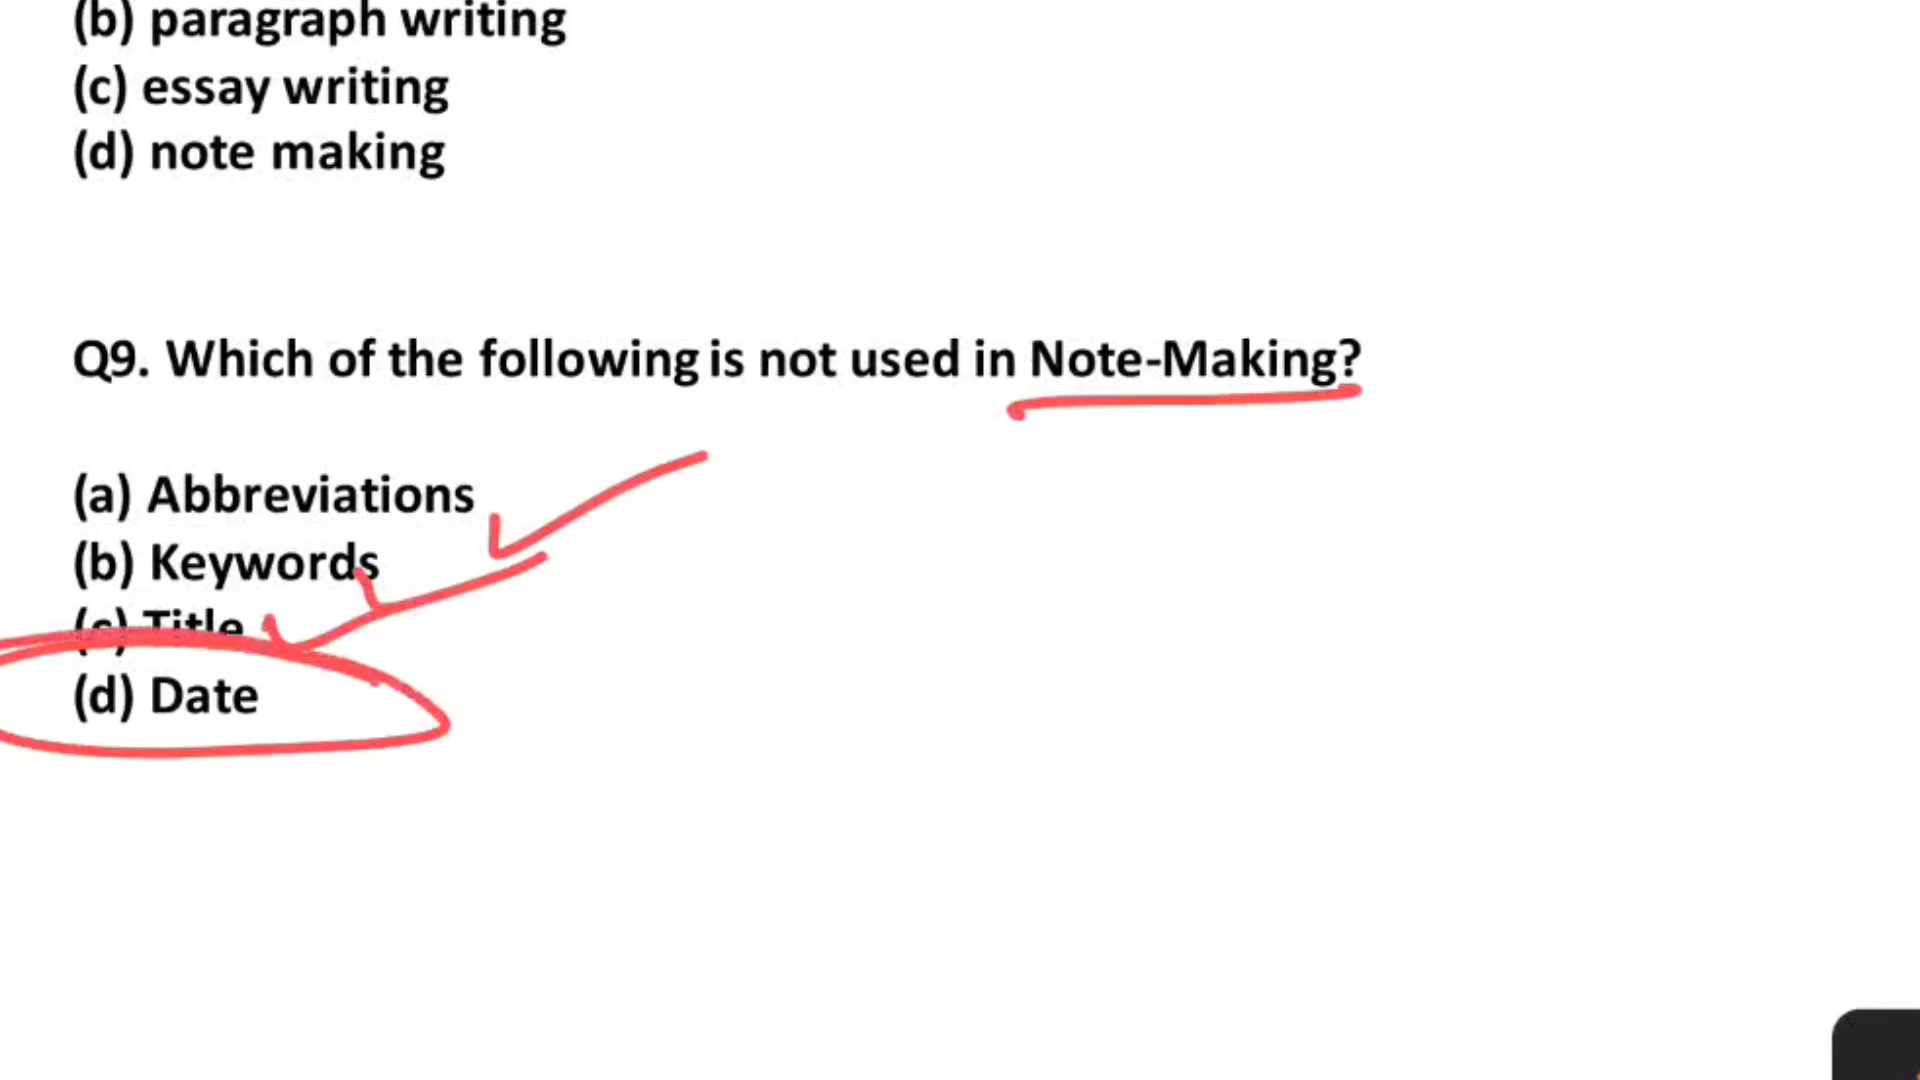 (b) paragraph writing
(c) essay writing
(d) note making
Q9. Which of the following is not used in Note-Making?
(a) Abbreviations
(b) Keywords
(c) Title
(d) Date